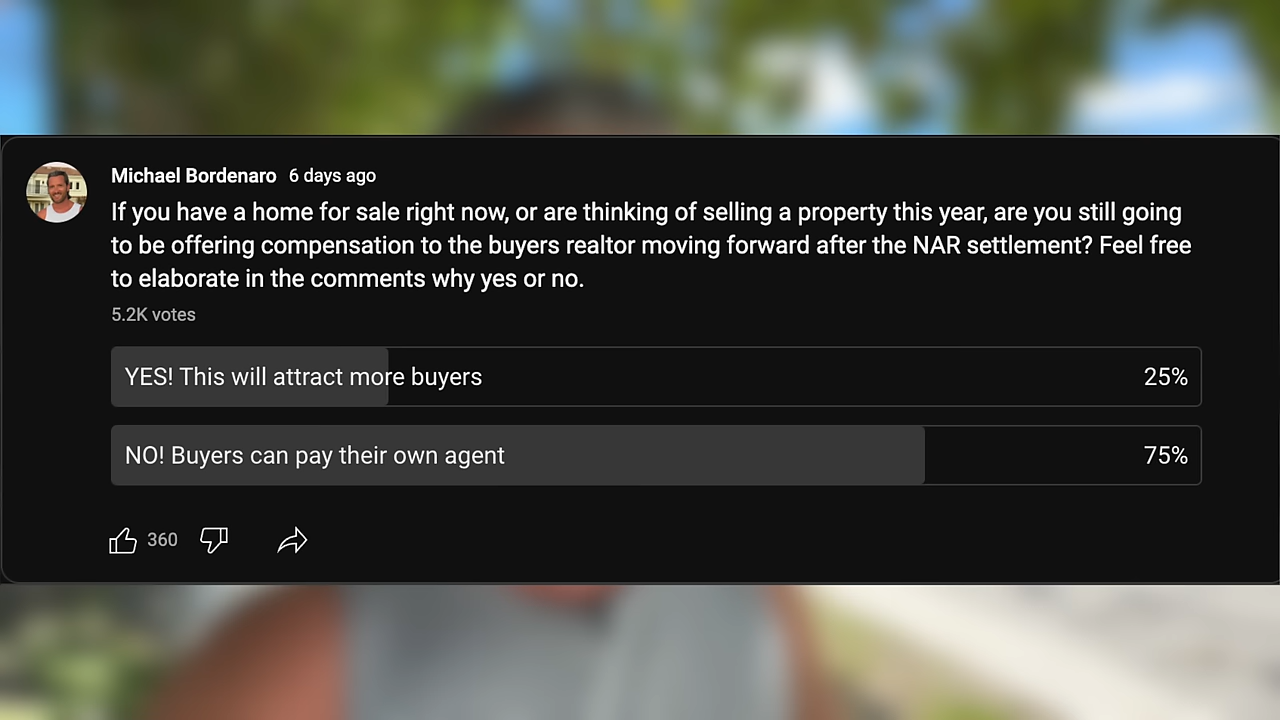 Michael Bordenaro 6 days ago
If you have a home for sale right now, or are thinking of selling a property this year, are you still going
to be offering compensation to the buyers realtor moving forward after the NAR settlement? Feel free
to elaborate in the comments why yes or no.
5.2K votes
YES! This will attract more buyers 25%
NO! Buyers can pay their own agent 75%
360